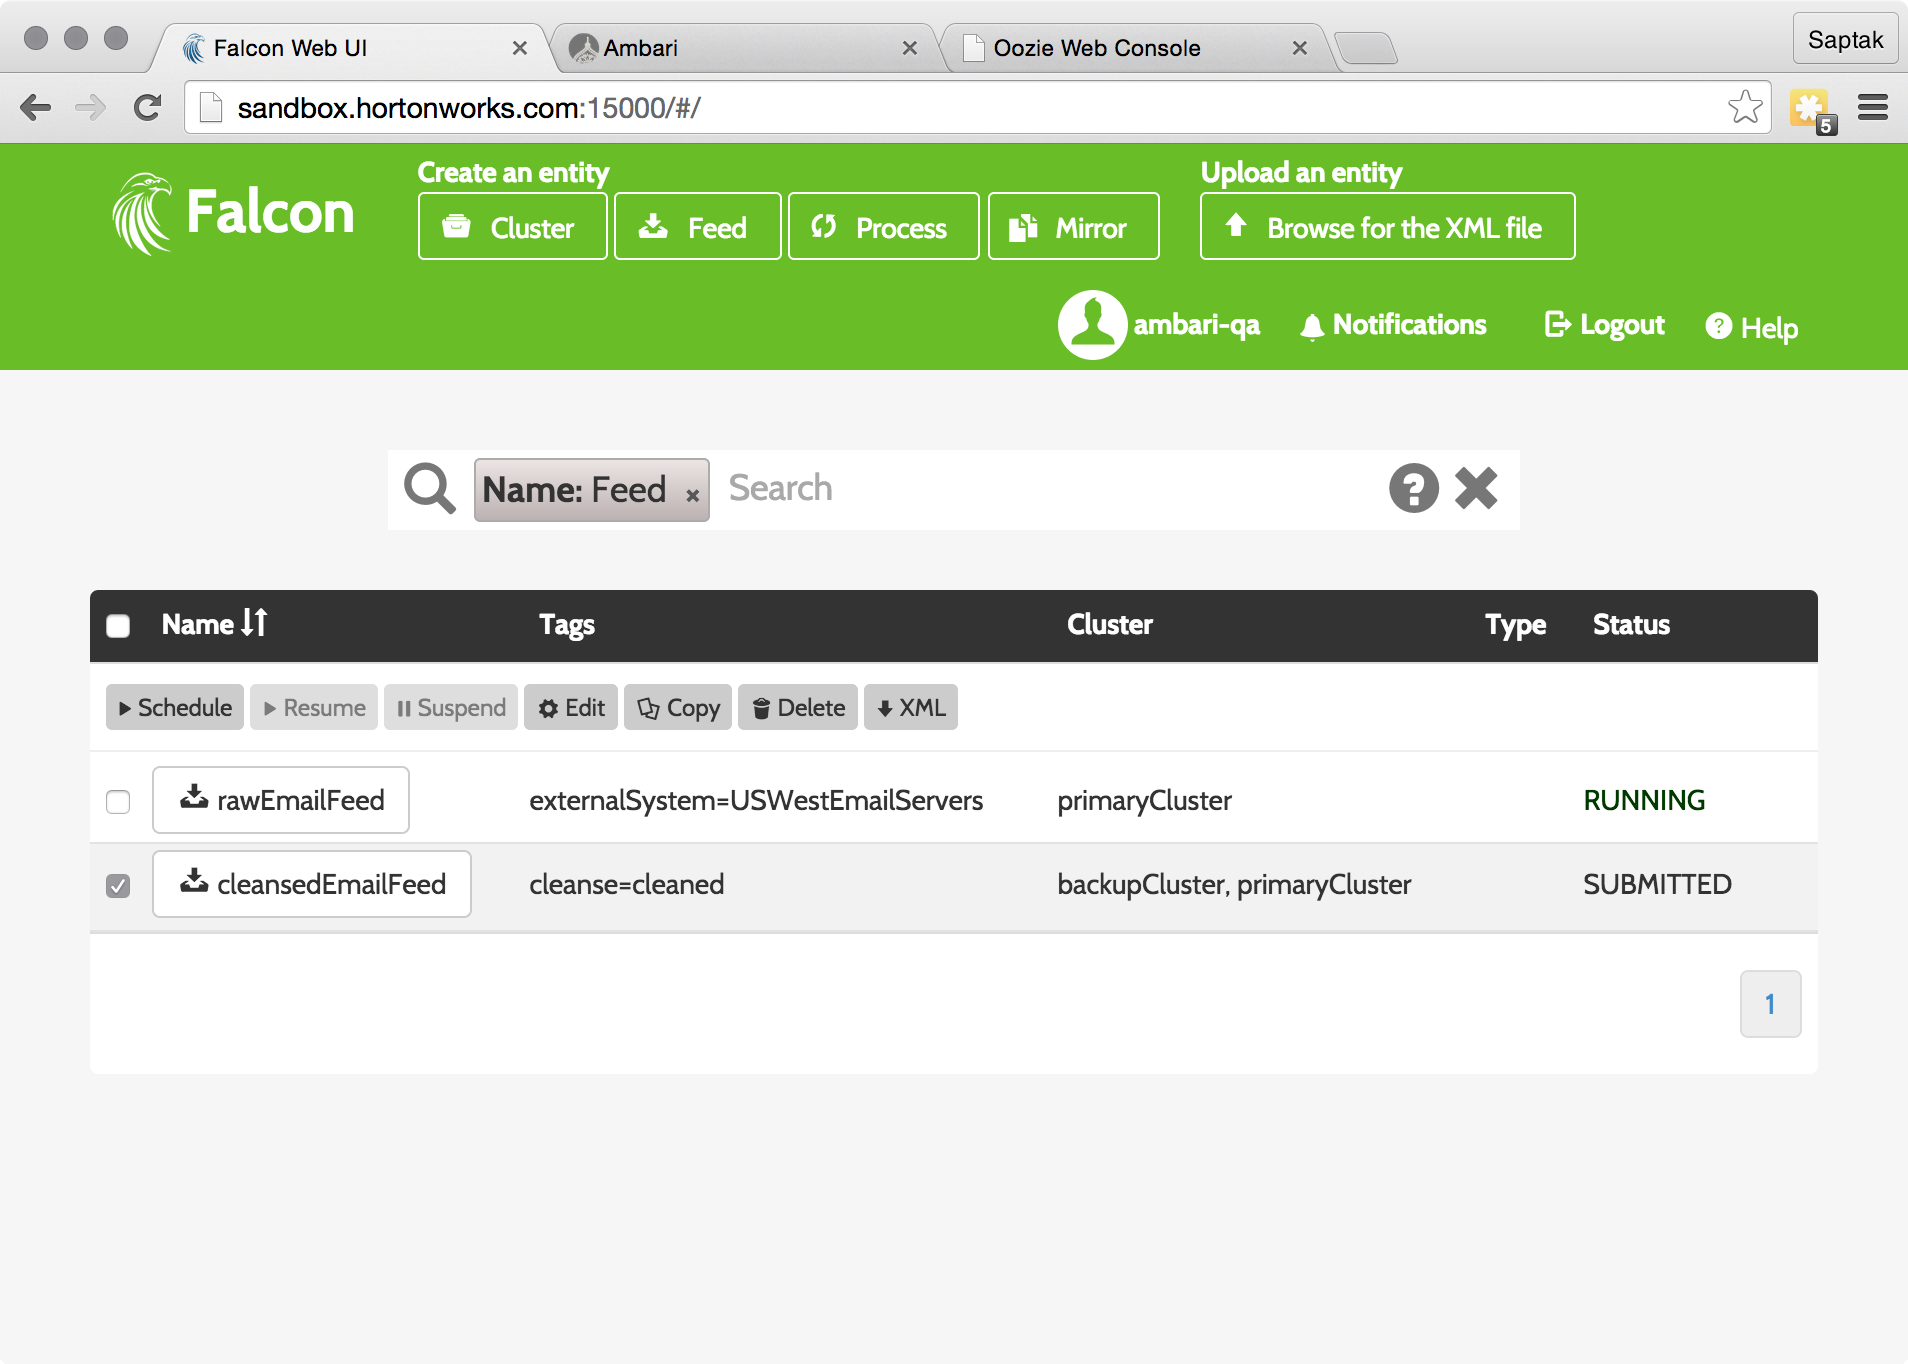 Falcon Web UI Ambari Oozie Web Console Saptak
sandbox.hortonworks.com:15000/#/ 5
Create an entity Upload an entity
Falcon Cluster Feed Process Mirror Browse for the XML file
ambari-qa Notifications Logout ? Help
Name: Feed × Search ?
Name Tags Cluster Type Status
Schedule Resume Suspend Edit Copy Delete XML
rawEmailFeed externalSystem=USWestEmailServers primaryCluster RUNNING
cleansedEmailFeed cleanse=cleaned backupCluster, primaryCluster SUBMITTED
1